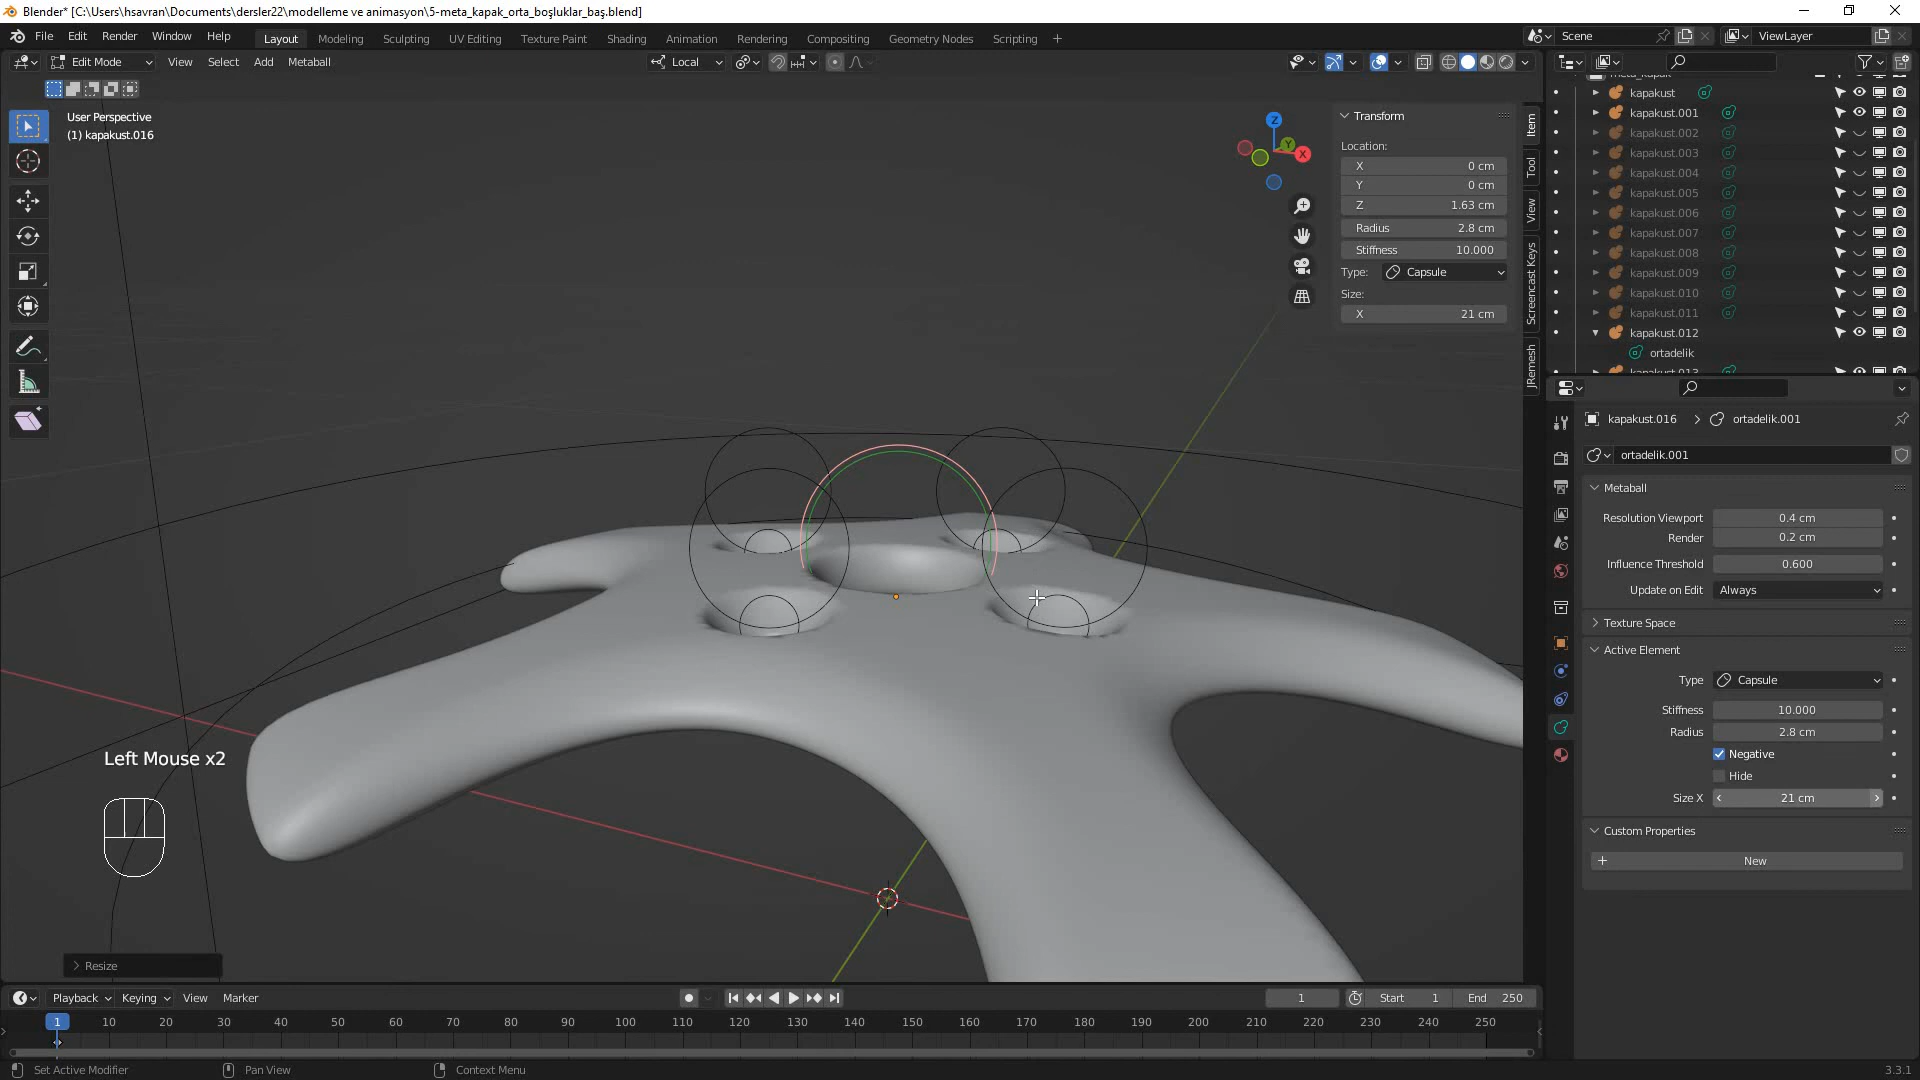 Blender* [C:\Users\hsavran\Documents\dersler22\modelleme ve animasyon\5-meta_kapak_orta_boşluklar_baş.blend]
File Edit Render Window Help
Layout Modeling Sculpting UV Editing Texture Paint Shading Animation Rendering Compositing Geometry Nodes Scripting +
Scene
ViewLayer
Edit Mode View Select Add Metaball
Local
User Perspective
(1) kapakust.016
Transform
Location:
X 0 cm
Y 0 cm
Z 1.63 cm
Radius 2.8 cm
Stiffness 10.000
Type: Capsule
Size:
X 21 cm
Item
Tool
View
Screencast Keys
JRemesh
Z
Y
X
meta_kapak
kapakust
kapakust.001
kapakust.002
kapakust.003
kapakust.004
kapakust.005
kapakust.006
kapakust.007
kapakust.008
kapakust.009
kapakust.010
kapakust.011
kapakust.012
ortadelik
kapakust.013
kapakust.016 > ortadelik.001
ortadelik.001
Metaball
Resolution Viewport 0.4 cm
Render 0.2 cm
Influence Threshold 0.600
Update on Edit Always
Texture Space
Active Element
Type Capsule
Stiffness 10.000
Radius 2.8 cm
Negative
Hide
Size X 21 cm
Custom Properties
+ New
Left Mouse x2
Resize
Playback Keying View Marker
1 Start 1 End 250
1 10 20 30 40 50 60 70 80 90 100 110 120 130 140 150 160 170 180 190 200 210 220 230 240 250
Set Active Modifier Pan View Context Menu
3.3.1